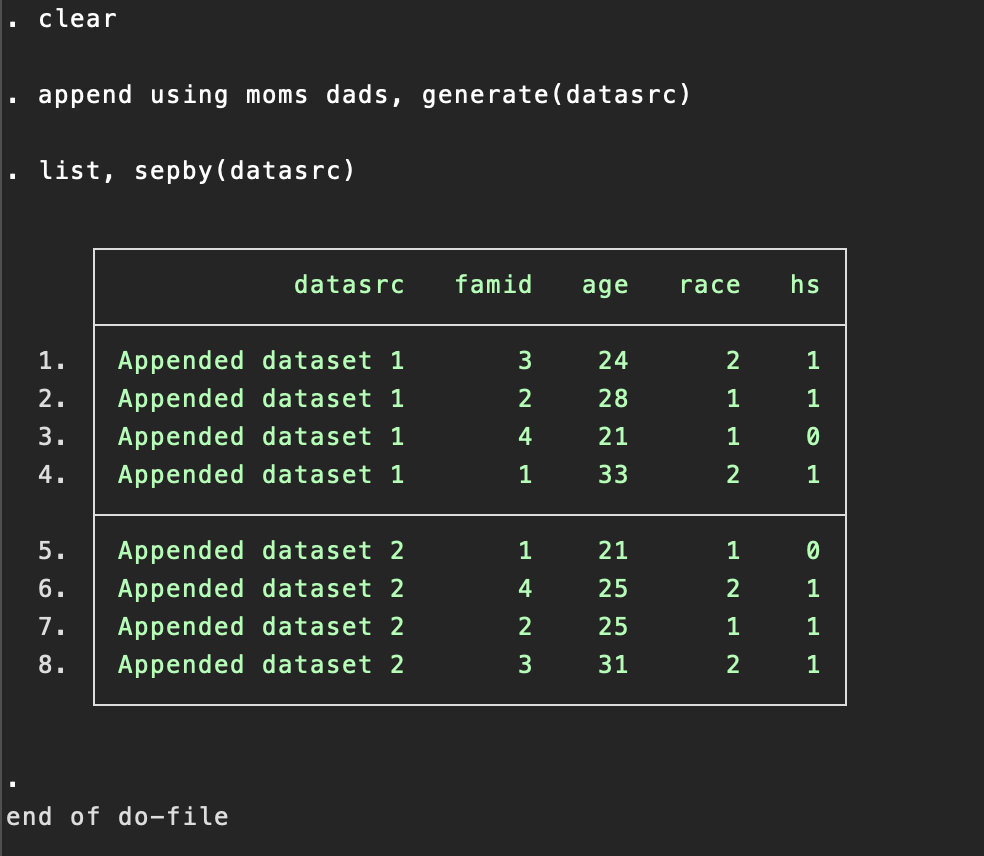 . clear
. append using moms dads, generate(datasrc)
. list, sepby(datasrc)
datasrc famid age race hs
1. Appended dataset 1 3 24 2 1
2. Appended dataset 1 2 28 1 1
3. Appended dataset 1 4 21 1 0
4. Appended dataset 1 1 33 2 1
5. Appended dataset 2 1 21 1 0
6. Appended dataset 2 4 25 2 1
7. Appended dataset 2 2 25 1 1
8. Appended dataset 2 3 31 2 1
.
end of do-file